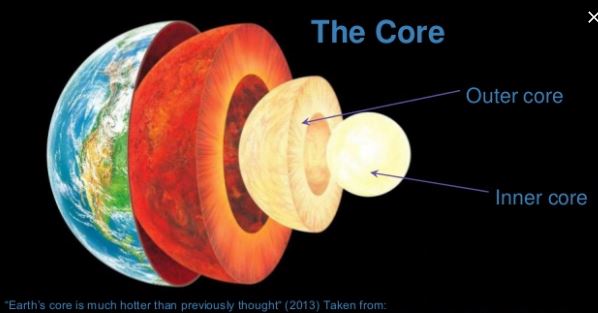 The Core
Outer core
Inner core
“Earth’s core is much hotter than previously thought” (2013) Taken from: